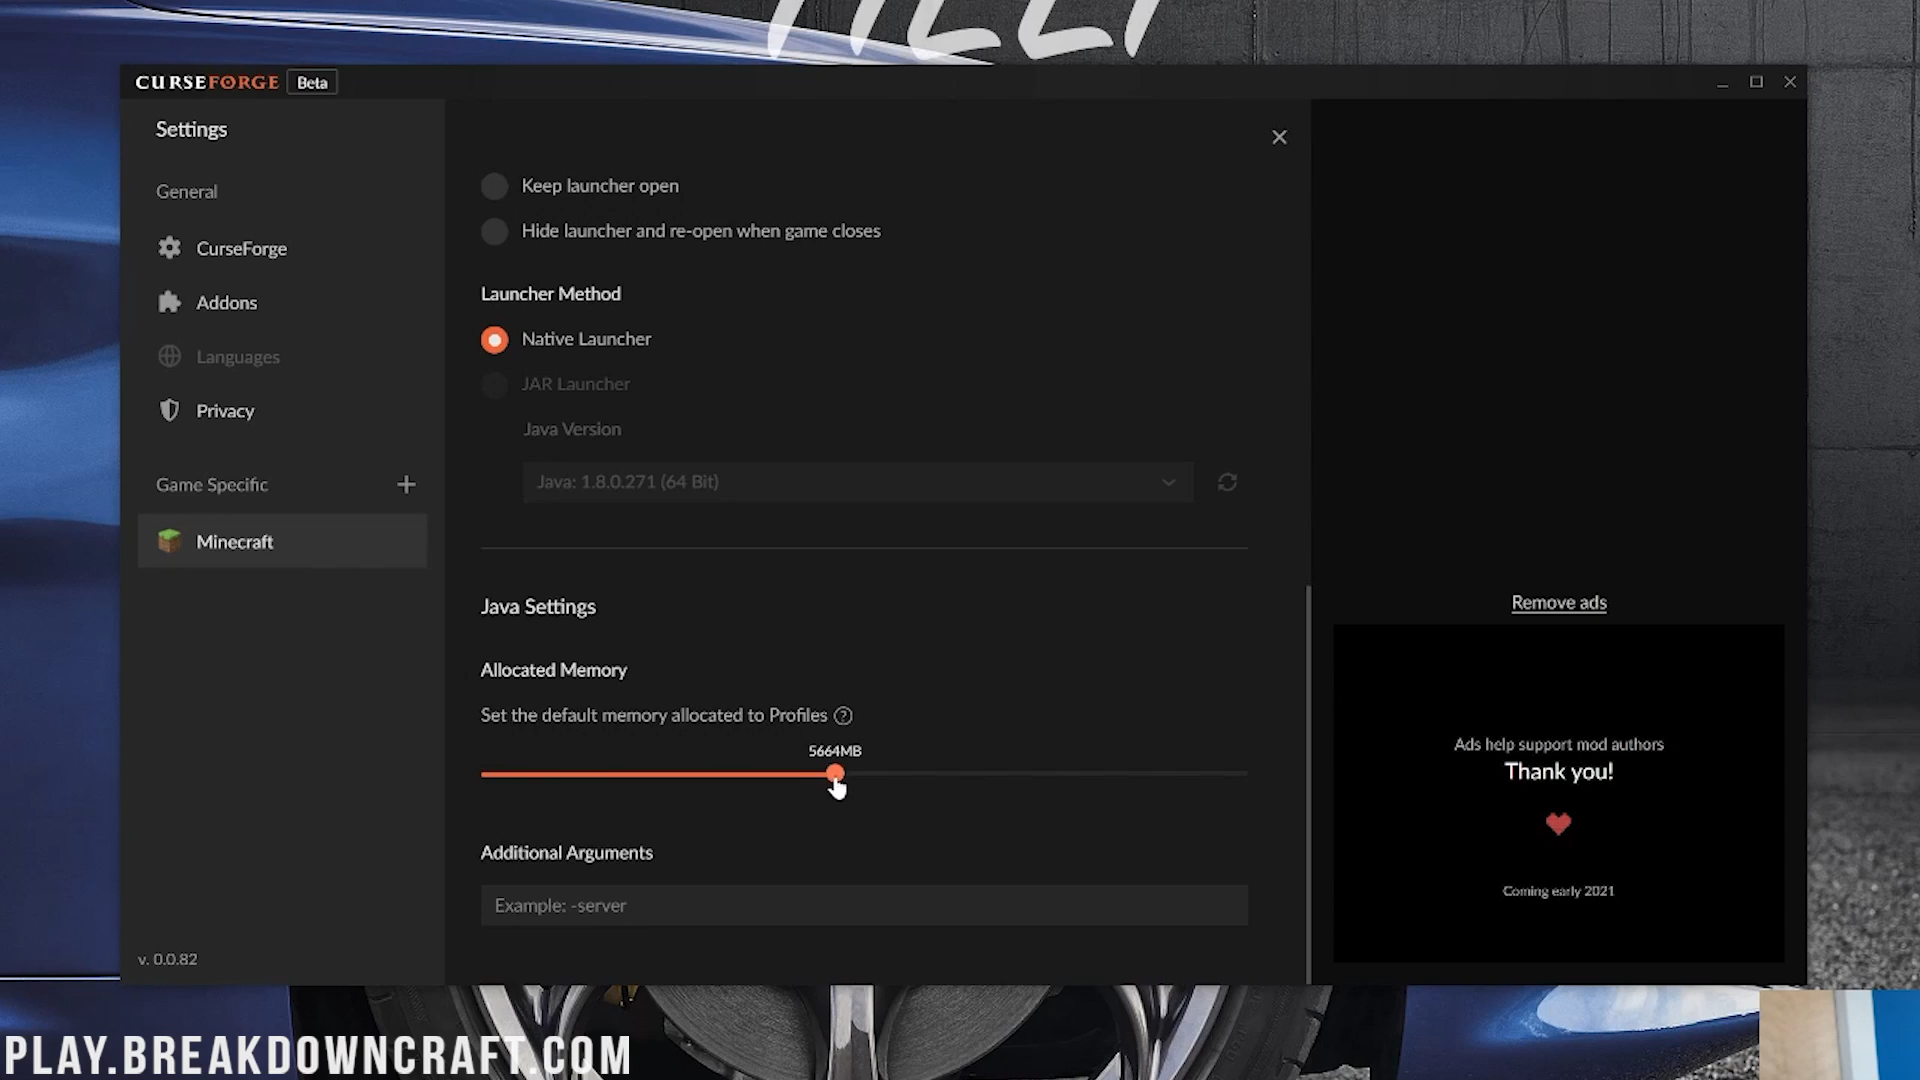 CURSEFORGE Beta
Settings
General
CurseForge
Addons
Languages
Privacy
Game Specific
Minecraft
v. 0.0.82
Keep launcher open
Hide launcher and re-open when game closes
Launcher Method
Native Launcher
JAR Launcher
Java Version
Java: 1.8.0.271 (64 Bit)
Java Settings
Allocated Memory
Set the default memory allocated to Profiles
5664MB
Additional Arguments
Example: -server
Remove ads
Ads help support mod authors
Thank you!
Coming early 2021
PLAY.BREAKDOWNCRAFT.COM